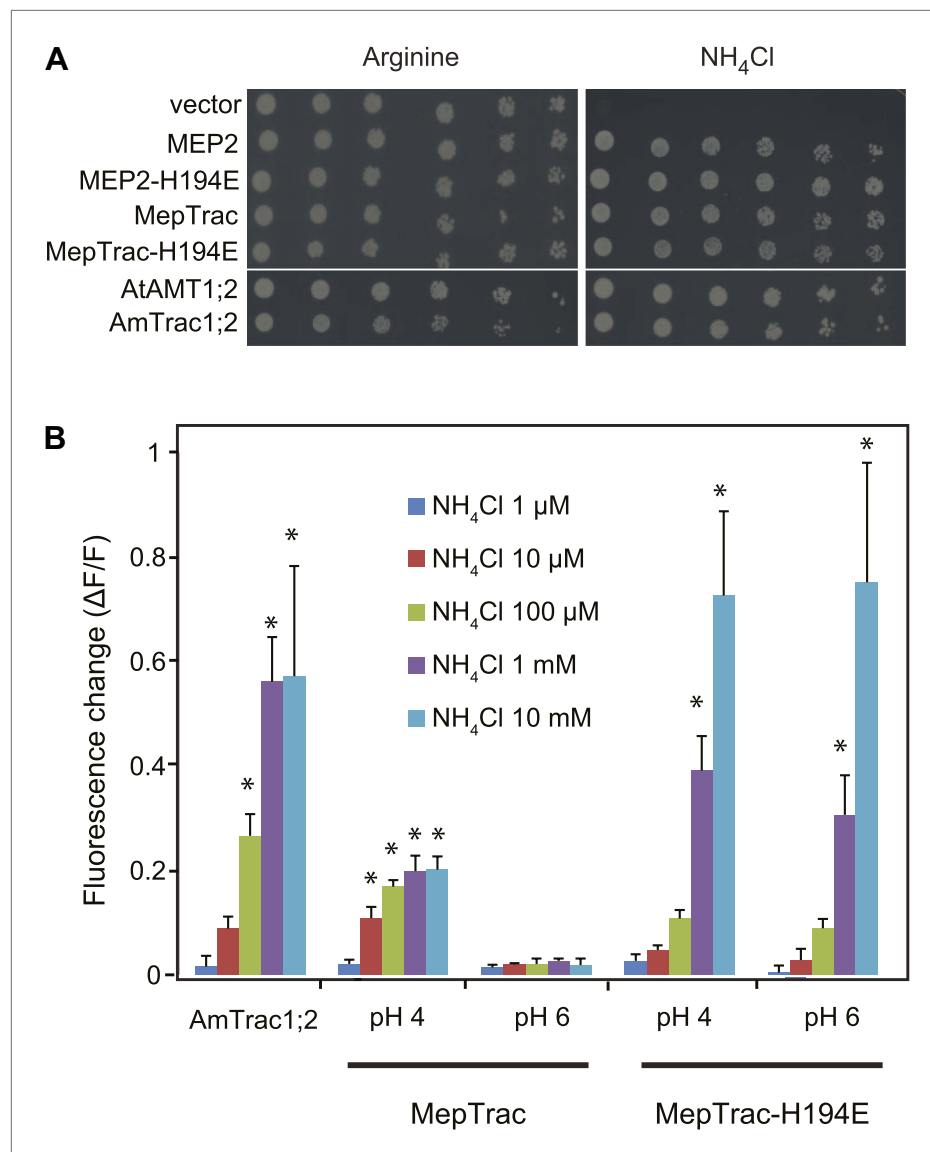 A
Arginine NH₄Cl
vector
MEP2
MEP2-H194E
MepTrac
MepTrac-H194E
AtAMT1;2
AmTrac1;2
B
Fluorescence change (ΔF/F)
1
0.8
0.6
0.4
0.2
0
NH₄Cl 1 µM
NH₄Cl 10 µM
NH₄Cl 100 µM
NH₄Cl 1 mM
NH₄Cl 10 mM
* * * * * * * * * * *
AmTrac1;2 pH 4 pH 6 pH 4 pH 6
MepTrac MepTrac-H194E